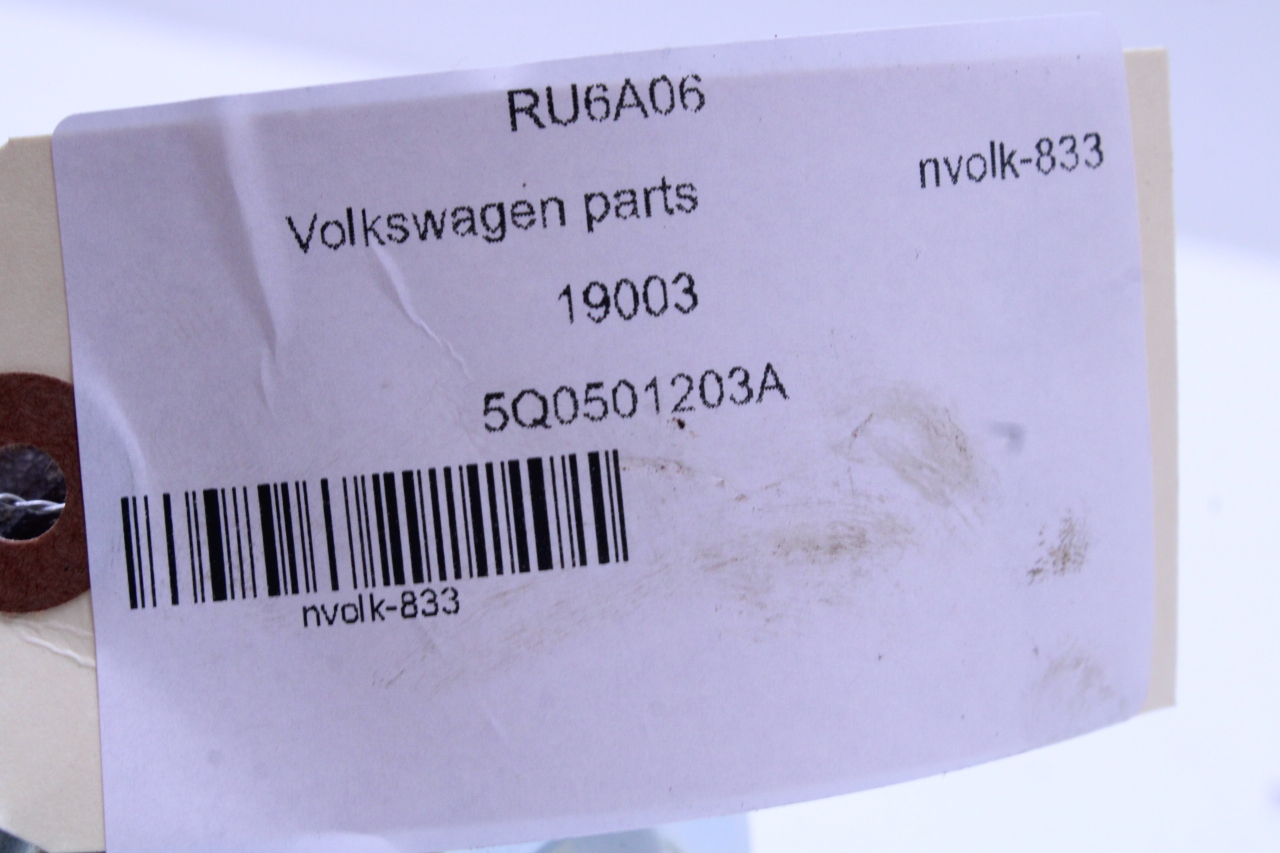 RU6A06
nvolk-833
Volkswagen parts
19003
5Q0501203A
nvolk-833